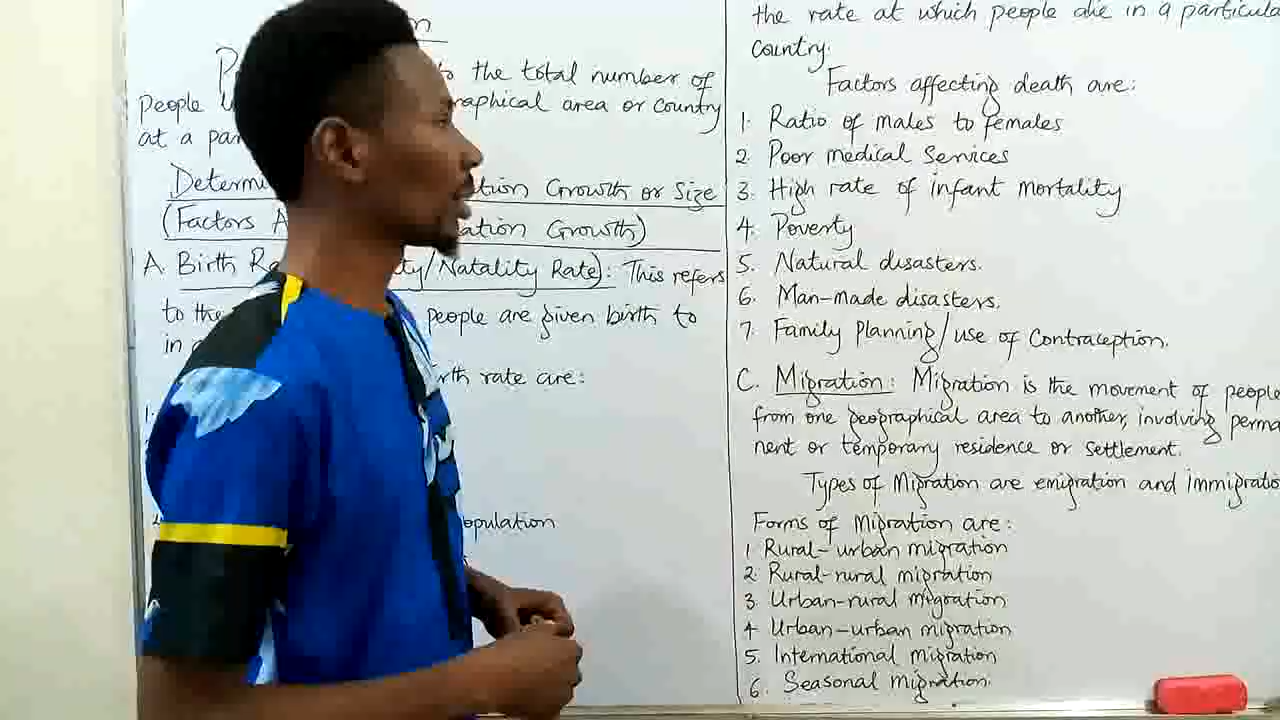 to the total number of
people graphical area or country
at a
Growth or Size
(Factors Growth)
A. Birth /Natality Rate): This refers
to the people are given birth to
in
rth rate are:
1.
opulation
the rate at which people die in a particula
country.
Factors affecting death are:
1. Ratio of males to females
2. Poor medical services
3. High rate of infant mortality
4. Poverty
5. Natural disasters.
6. Man-made disasters.
7. Family planning/use of Contraception.
C. Migration: Migration is the movement of people
from one geographical area to another, involving perma
nent or temporary residence or settlement.
Types of Migration are emigration and immigratio
Forms of Migration are:
1 Rural-urban migration
2. Rural-rural migration
3. Urban-rural migration
4 Urban-urban migration
5. International migration
6. Seasonal migration.